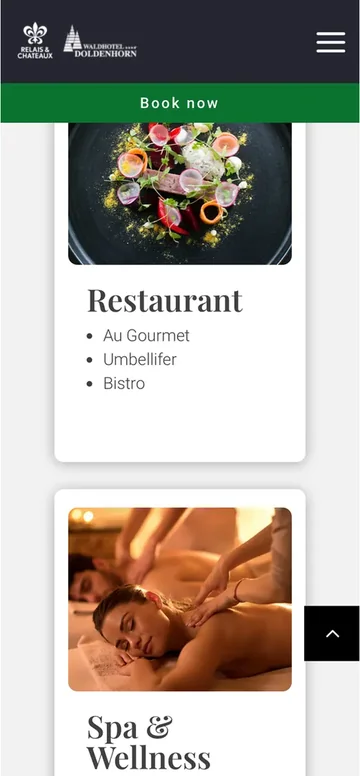 RELAIS &
CHATEAUX
WALDHOTEL ★★★★
DOLDENHORN
Book now
Restaurant
Au Gourmet
Umbellifer
Bistro
Spa &
Wellness